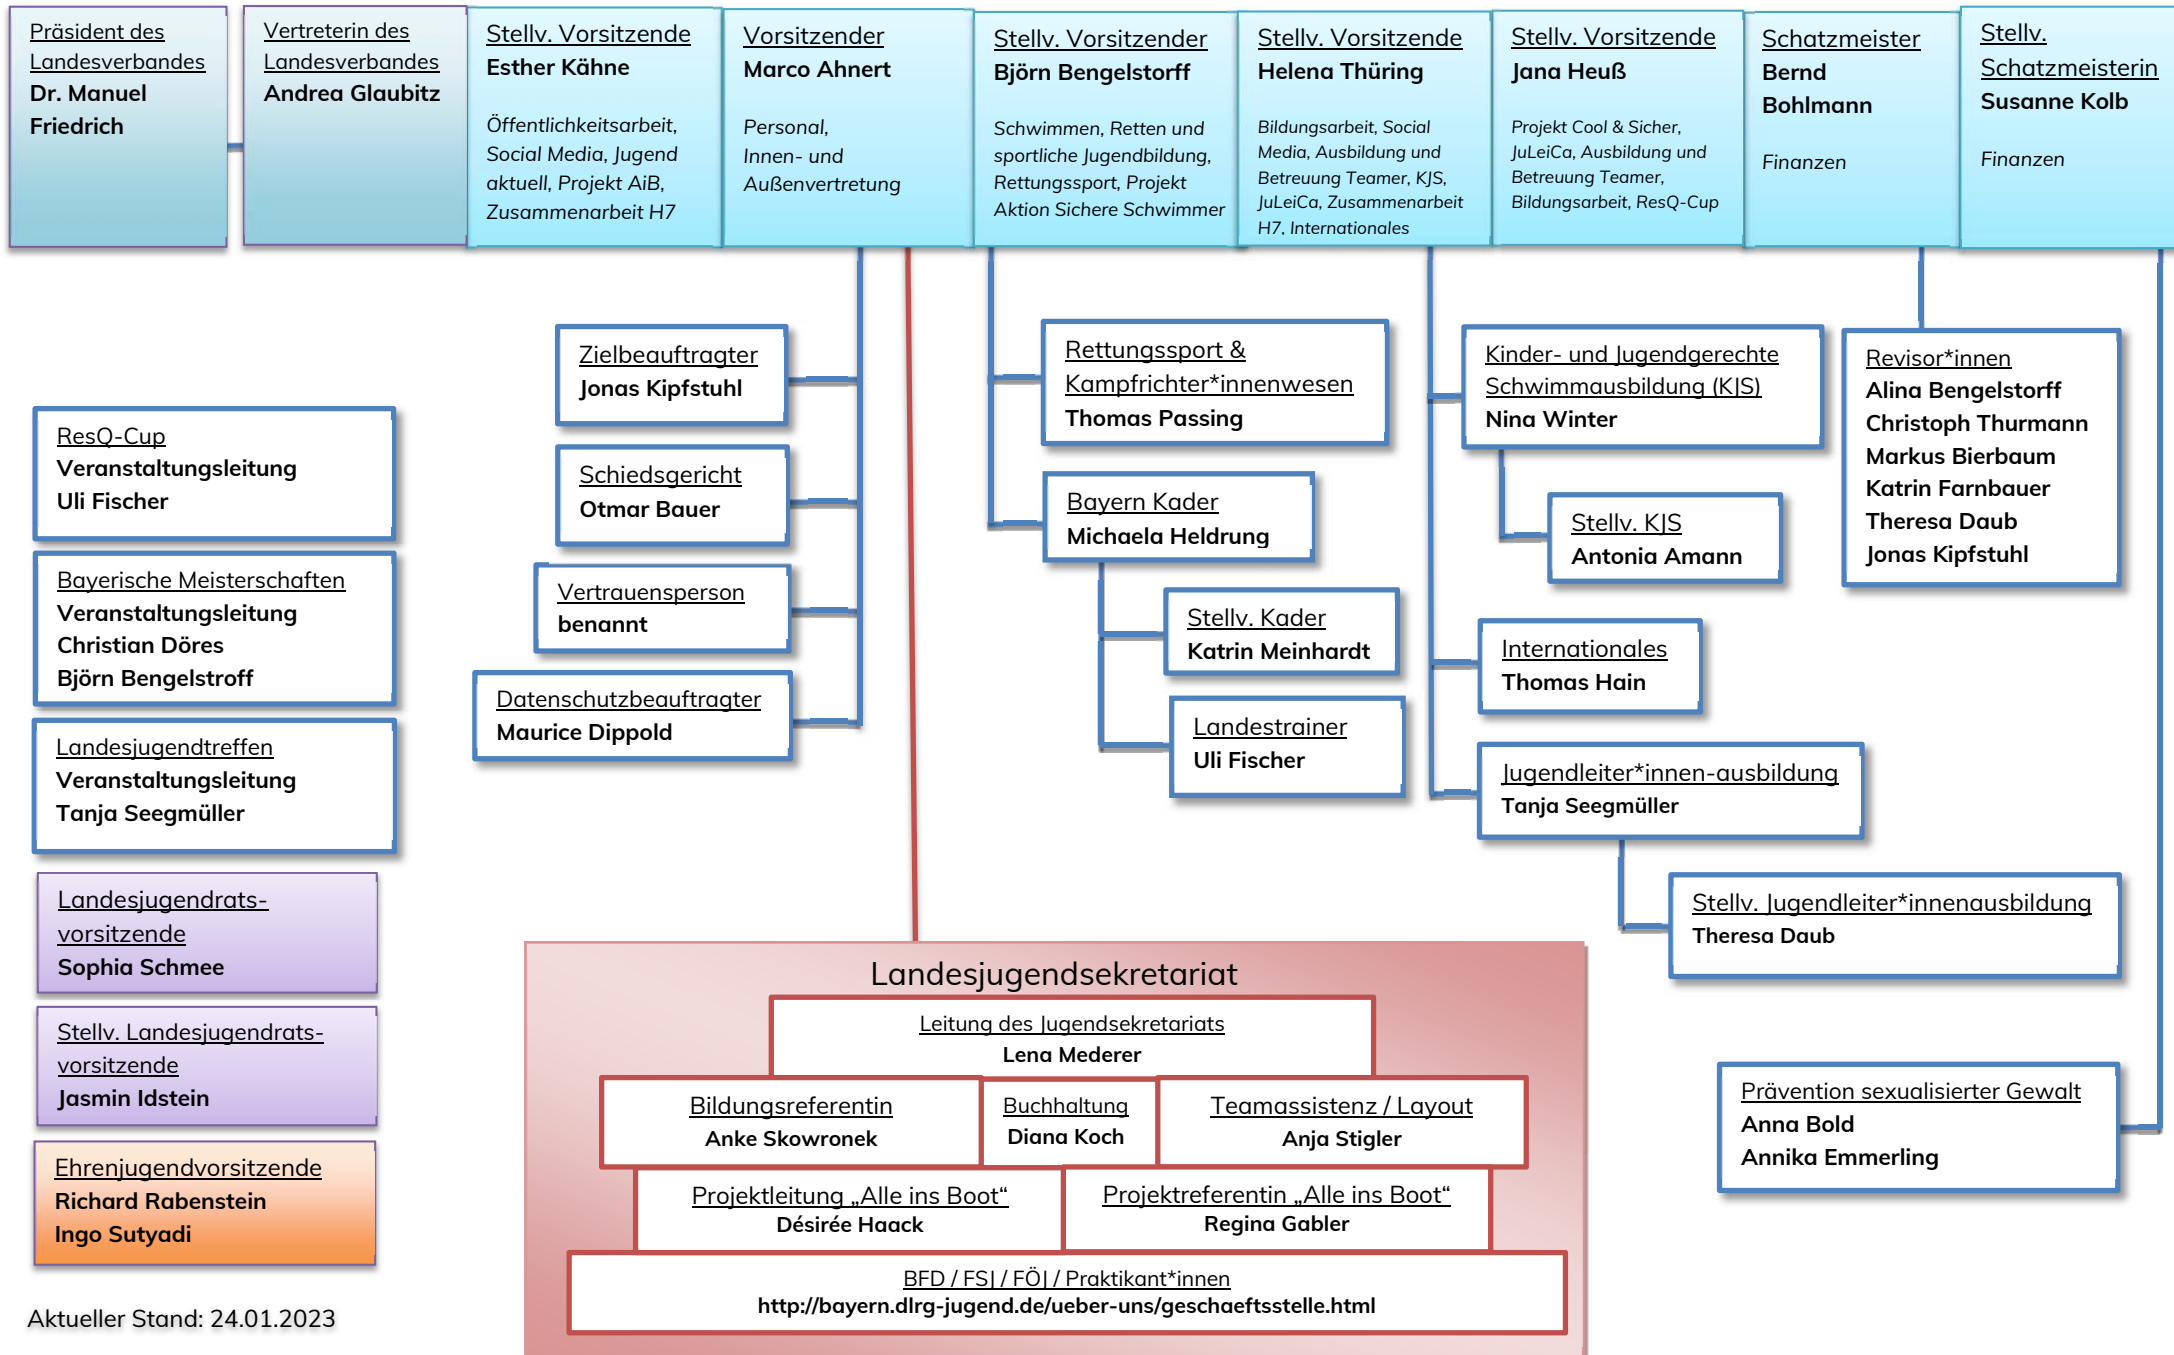 Präsident des
Landesverbandes
Dr. Manuel
Friedrich
Vertreterin des
Landesverbandes
Andrea Glaubitz
Stellv. Vorsitzende
Esther Kähne
Öffentlichkeitsarbeit,
Social Media, Jugend
aktuell, Projekt AiB,
Zusammenarbeit H7
Vorsitzender
Marco Ahnert
Personal,
Innen- und
Außenvertretung
Stellv. Vorsitzender
Björn Bengelstorff
Schwimmen, Retten und
sportliche Jugendbildung,
Rettungssport, Projekt
Aktion Sichere Schwimmer
Stellv. Vorsitzende
Helena Thüring
Bildungsarbeit, Social
Media, Ausbildung und
Betreuung Teamer, KJS,
JuLeiCa, Zusammenarbeit
H7, Internationales
Stellv. Vorsitzende
Jana Heuß
Projekt Cool & Sicher,
JuLeiCa, Ausbildung und
Betreuung Teamer,
Bildungsarbeit, ResQ-Cup
Schatzmeister
Bernd
Bohlmann
Finanzen
Stellv.
Schatzmeisterin
Susanne Kolb
Finanzen
ResQ-Cup
Veranstaltungsleitung
Uli Fischer
Bayerische Meisterschaften
Veranstaltungsleitung
Christian Döres
Björn Bengelstroff
Landesjugendtreffen
Veranstaltungsleitung
Tanja Seegmüller
Landesjugendrats-
vorsitzende
Sophia Schmee
Stellv. Landesjugendrats-
vorsitzende
Jasmin Idstein
Ehrenjugendvorsitzende
Richard Rabenstein
Ingo Sutyadi
Aktueller Stand: 24.01.2023
Zielbeauftragter
Jonas Kipfstuhl
Schiedsgericht
Otmar Bauer
Vertrauensperson
benannt
Datenschutzbeauftragter
Maurice Dippold
Rettungssport &
Kampfrichter*innenwesen
Thomas Passing
Bayern Kader
Michaela Heldrung
Stellv. Kader
Katrin Meinhardt
Landestrainer
Uli Fischer
Kinder- und Jugendgerechte
Schwimmausbildung (KJS)
Nina Winter
Stellv. KJS
Antonia Amann
Internationales
Thomas Hain
Jugendleiter*innen-ausbildung
Tanja Seegmüller
Stellv. Jugendleiter*innenausbildung
Theresa Daub
Revisor*innen
Alina Bengelstorff
Christoph Thurmann
Markus Bierbaum
Katrin Farnbauer
Theresa Daub
Jonas Kipfstuhl
Prävention sexualisierter Gewalt
Anna Bold
Annika Emmerling
Landesjugendsekretariat
Leitung des Jugendsekretariats
Lena Mederer
Bildungsreferentin
Anke Skowronek
Buchhaltung
Diana Koch
Teamassistenz / Layout
Anja Stigler
Projektleitung „Alle ins Boot“
Désirée Haack
Projektreferentin „Alle ins Boot“
Regina Gabler
BFD / FSJ / FÖJ / Praktikant*innen
http://bayern.dlrg-jugend.de/ueber-uns/geschaeftsstelle.html